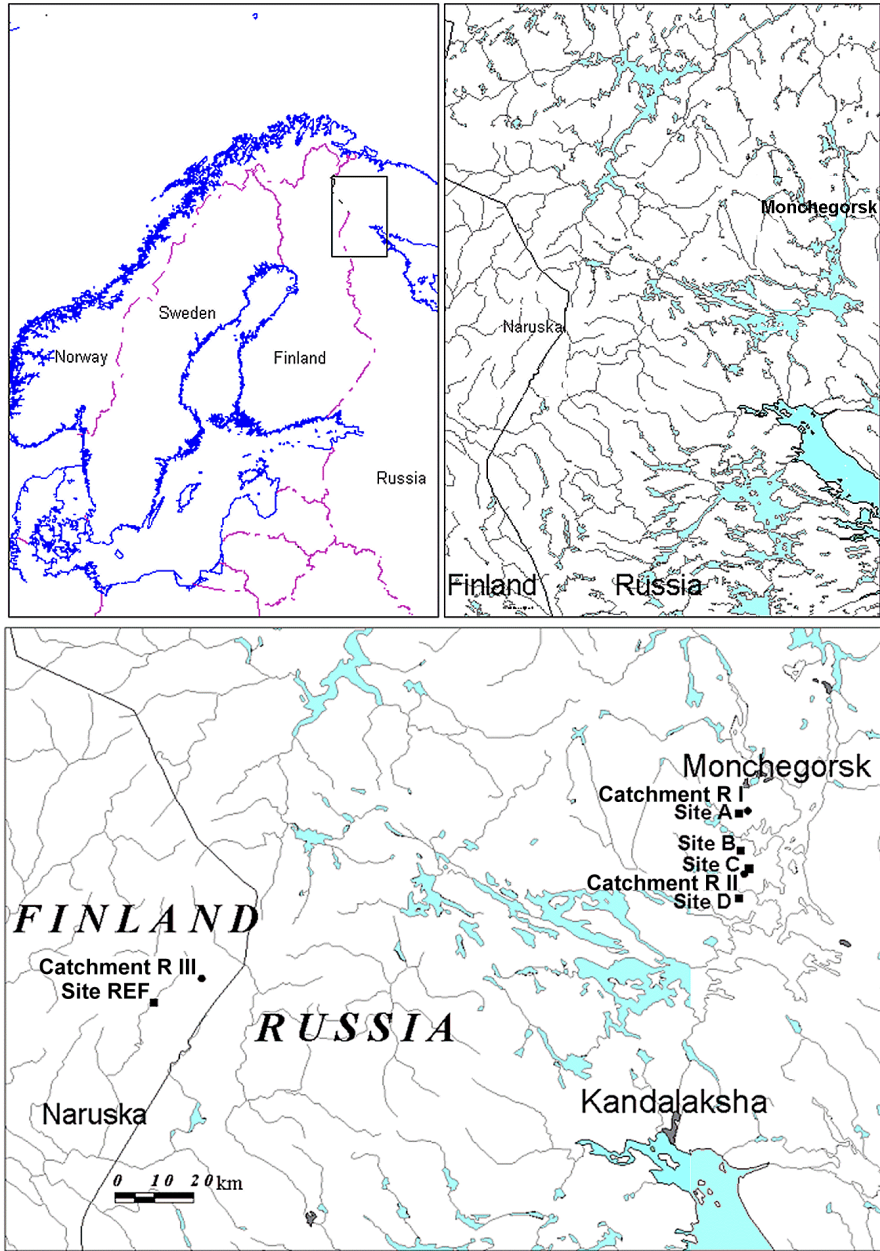 Sweden
Norway
Finland
Russia
Monchegorsk
Naruska
Finland
Russia
Monchegorsk
Catchment R I
Site A
Site B
Site C
Catchment R II
Site D
FINLAND
Catchment R III
Site REF
RUSSIA
Kandalaksha
Naruska
0 10 20 km